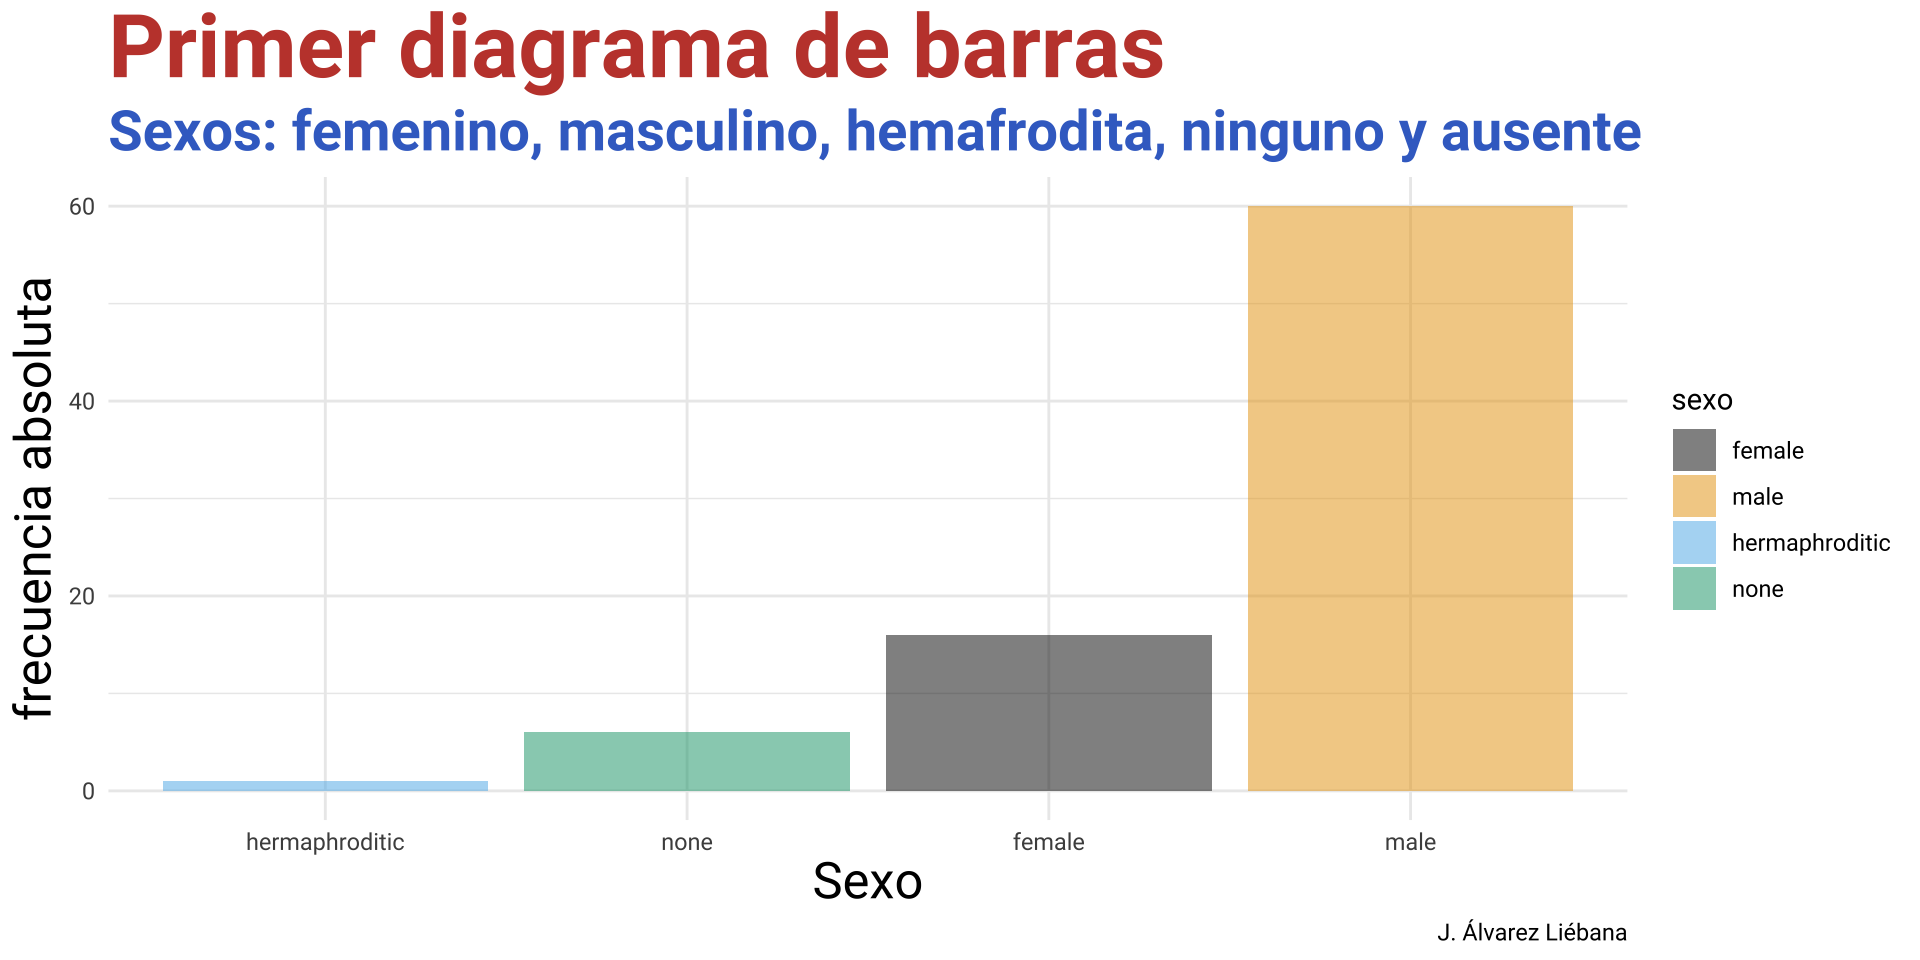 Primer diagrama de barras
Sexos: femenino, masculino, hemafrodita, ninguno y ausente
frecuencia absoluta
60
40
20
0
hermaphroditic
none
female
male
Sexo
sexo
female
male
hermaphroditic
none
J. Álvarez Liébana